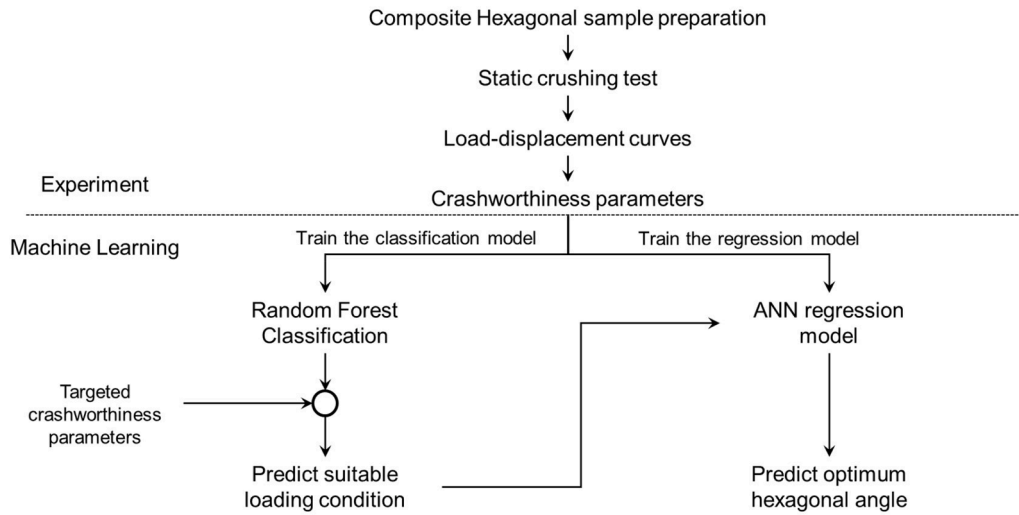 Composite Hexagonal sample preparation
Static crushing test
Load-displacement curves
Experiment
Crashworthiness parameters
Machine Learning
Train the classification model
Train the regression model
Random Forest
Classification
ANN regression
model
Targeted
crashworthiness
parameters
Predict suitable
loading condition
Predict optimum
hexagonal angle